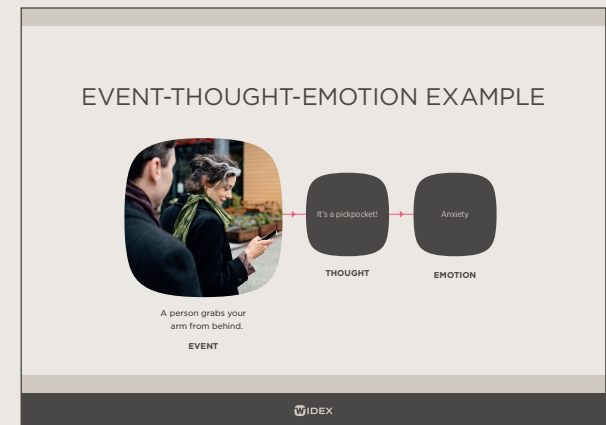 EVENT-THOUGHT-EMOTION EXAMPLE
It's a pickpocket!
Anxiety
THOUGHT
EMOTION
A person grabs your
arm from behind.
EVENT
WIDEX